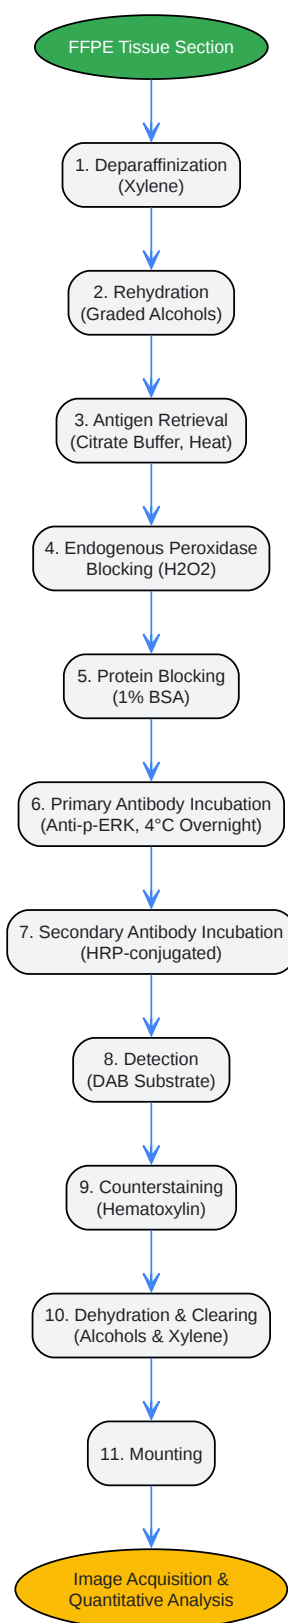 FFPE Tissue Section
1. Deparaffinization
(Xylene)
2. Rehydration
(Graded Alcohols)
3. Antigen Retrieval
(Citrate Buffer, Heat)
4. Endogenous Peroxidase
Blocking (H2O2)
5. Protein Blocking
(1% BSA)
6. Primary Antibody Incubation
(Anti-p-ERK, 4°C Overnight)
7. Secondary Antibody Incubation
(HRP-conjugated)
8. Detection
(DAB Substrate)
9. Counterstaining
(Hematoxylin)
10. Dehydration & Clearing
(Alcohols & Xylene)
11. Mounting
Image Acquisition &
Quantitative Analysis